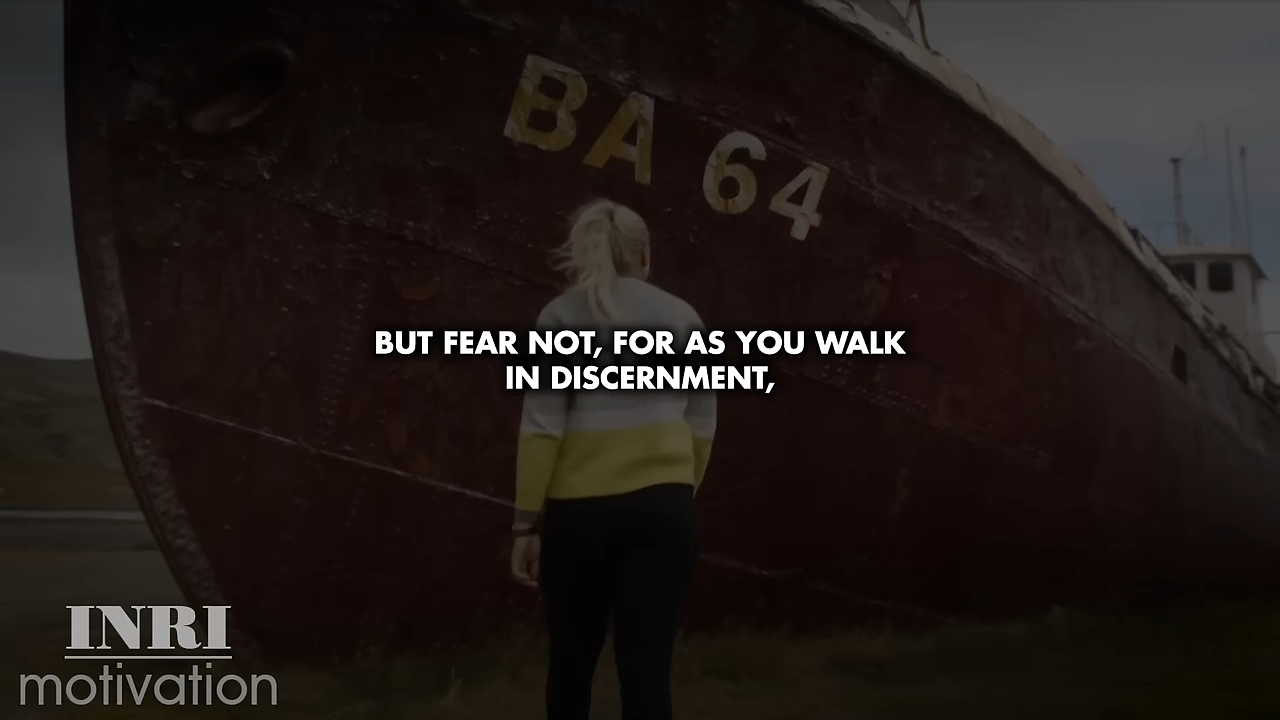 BA 64
BUT FEAR NOT, FOR AS YOU WALK
IN DISCERNMENT,
INRI
motivation